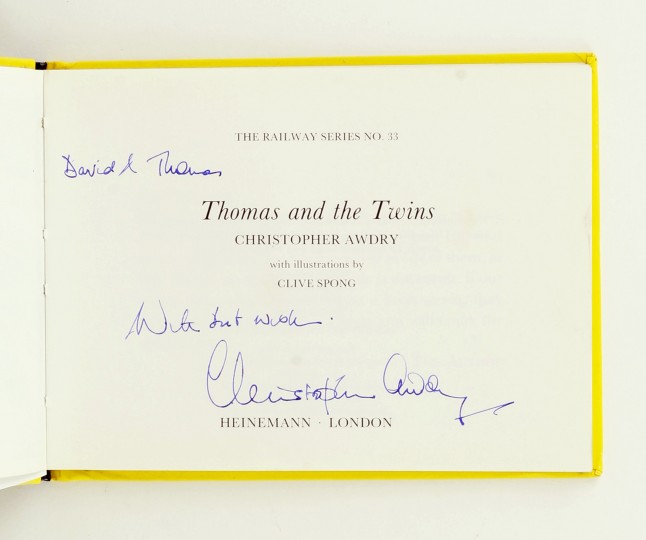 THE RAILWAY SERIES NO. 33
David & Thomas
Thomas and the Twins
CHRISTOPHER AWDRY
with illustrations by
CLIVE SPONG
With best wishes.
Christopher Awdry
HEINEMANN · LONDON